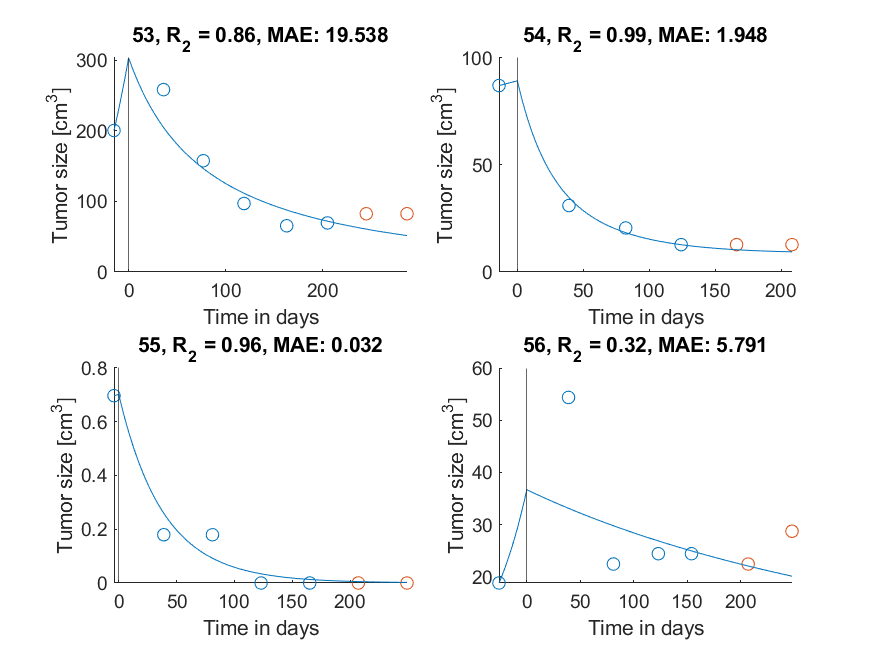 53, R₂ = 0.86, MAE: 19.538
300
200
100
0
Tumor size [cm³]
0 100 200
Time in days
54, R₂ = 0.99, MAE: 1.948
100
50
0
Tumor size [cm³]
0 50 100 150 200
Time in days
55, R₂ = 0.96, MAE: 0.032
0.8
0.6
0.4
0.2
0
Tumor size [cm³]
0 50 100 150 200
Time in days
56, R₂ = 0.32, MAE: 5.791
60
50
40
30
20
Tumor size [cm³]
0 50 100 150 200
Time in days